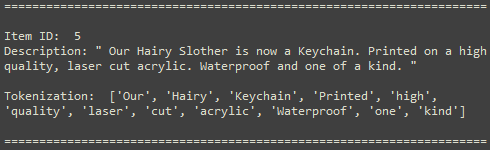 ================================================================
Item ID:  5
Description: " Our Hairy Slother is now a Keychain. Printed on a high
quality, laser cut acrylic. Waterproof and one of a kind. "
Tokenization:  ['Our', 'Hairy', 'Keychain', 'Printed', 'high',
'quality', 'laser', 'cut', 'acrylic', 'Waterproof', 'one', 'kind']
================================================================